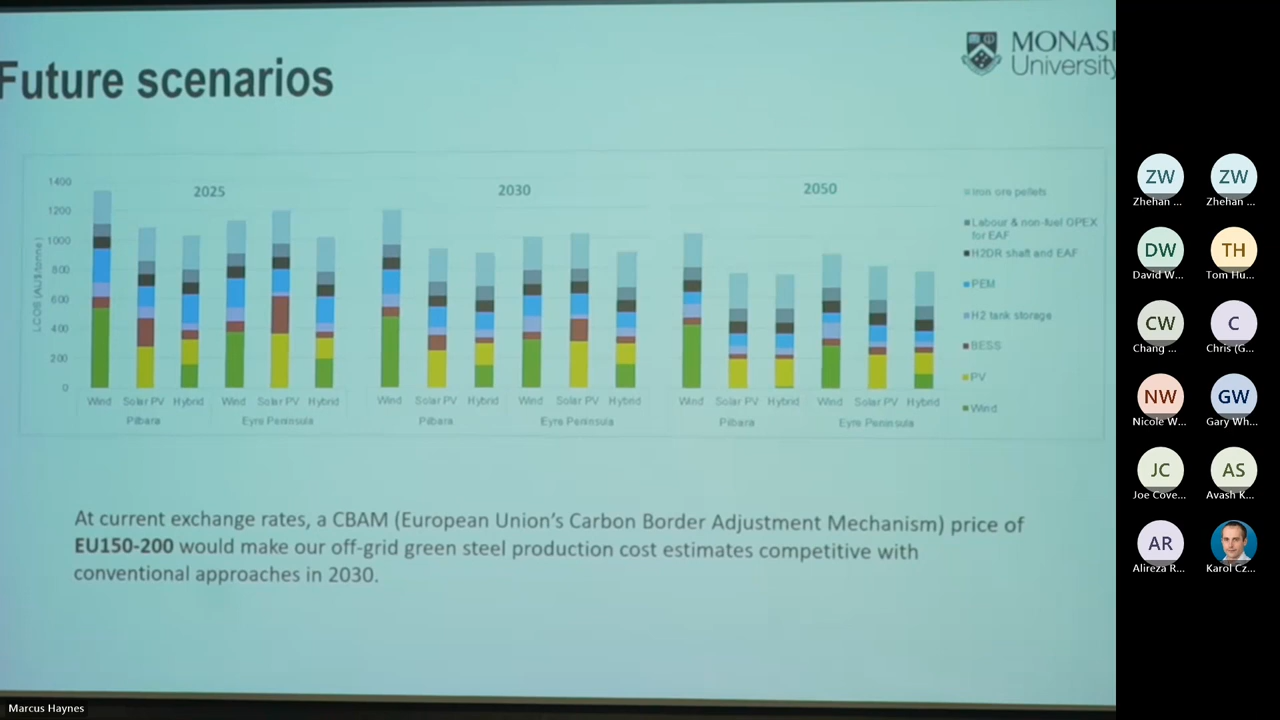 MONASH
University
Future scenarios
1400
1200
1000
800
600
400
200
0
LCOS (AU$/tonne)
2025
2030
2050
Wind Solar PV Hybrid Wind Solar PV Hybrid
Pilbara Eyre Peninsula
Wind Solar PV Hybrid Wind Solar PV Hybrid
Pilbara Eyre Peninsula
Wind Solar PV Hybrid Wind Solar PV Hybrid
Pilbara Eyre Peninsula
Iron ore pellets
Labour & non-fuel OPEX
for EAF
H2DR shaft and EAF
PEM
H2 tank storage
BESS
PV
Wind
At current exchange rates, a CBAM (European Union's Carbon Border Adjustment Mechanism) price of
EU150-200 would make our off-grid green steel production cost estimates competitive with
conventional approaches in 2030.
ZW ZW
Zhehan ... Zhehan ...
DW TH
David W... Tom Hu...
CW C
Chang ... Chris (G...
NW GW
Nicole W... Gary Wh...
JC AS
Joe Cove... Avash K...
AR
Alireza R... Karol Cz...
Marcus Haynes